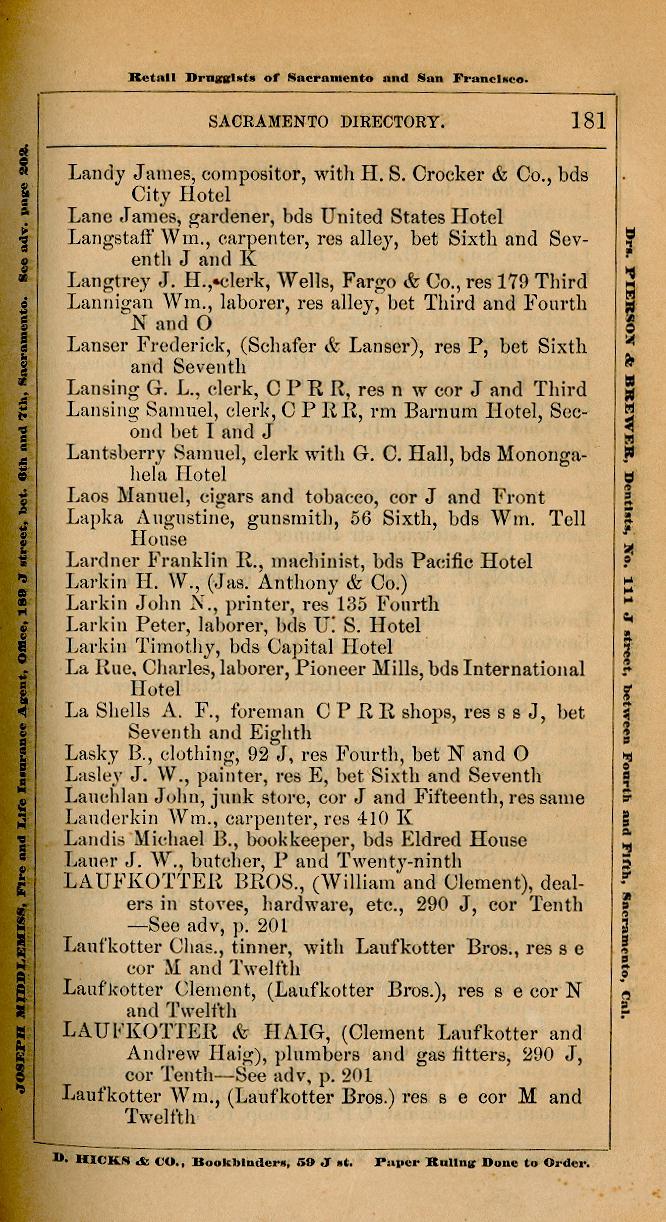 Retail Druggists of Sacramento and San Francisco.
SACRAMENTO DIRECTORY. 181
Landy James, compositor, with H. S. Crocker & Co., bds
City Hotel
Lane James, gardener, bds United States Hotel
Langstaff Wm., carpenter, res alley, bet Sixth and Sev-
enth J and K
Langtrey J. H., clerk, Wells, Fargo & Co., res 179 Third
Lannigan Wm., laborer, res alley, bet Third and Fourth
N and O
Lanser Frederick, (Schafer & Lanser), res P, bet Sixth
and Seventh
Lansing G. L., clerk, C P R R, res n w cor J and Third
Lansing Samuel, clerk, C P R R, rm Barnum Hotel, Sec-
ond bet I and J
Lantsberry Samuel, clerk with G. C. Hall, bds Mononga-
hela Hotel
Laos Manuel, cigars and tobacco, cor J and Front
Lapka Augustine, gunsmith, 56 Sixth, bds Wm. Tell
House
Lardner Franklin R., machinist, bds Pacific Hotel
Larkin H. W., (Jas. Anthony & Co.)
Larkin John N., printer, res 135 Fourth
Larkin Peter, laborer, bds U. S. Hotel
Larkin Timothy, bds Capital Hotel
La Rue, Charles, laborer, Pioneer Mills, bds International
Hotel
La Shells A. F., foreman C P R R shops, res s s J, bet
Seventh and Eighth
Lasky B., clothing, 92 J, res Fourth, bet N and O
Lasley J. W., painter, res E, bet Sixth and Seventh
Lauchlan John, junk store, cor J and Fifteenth, res same
Lauderkin Wm., carpenter, res 410 K
Landis Michael B., bookkeeper, bds Eldred House
Lauer J. W., butcher, P and Twenty-ninth
LAUFKOTTER BROS., (William and Clement), deal-
ers in stoves, hardware, etc., 290 J, cor Tenth
—See adv, p. 201
Laufkotter Chas., tinner, with Laufkotter Bros., res s e
cor M and Twelfth
Laufkotter Clement, (Laufkotter Bros.), res s e cor N
and Twelfth
LAUFKOTTER & HAIG, (Clement Laufkotter and
Andrew Haig), plumbers and gas fitters, 290 J,
cor Tenth—See adv, p. 201
Laufkotter Wm., (Laufkotter Bros.) res s e cor M and
Twelfth
D. HICKS & CO., Bookbinders, 59 J st. Paper Ruling Done to Order.
JOSEPH MIDDLEMISS, Fire and Life Insurance Agent, Office, 189 J street, bet. 6th and 7th, Sacramento. See adv. page 202.
Drs. PIERSON & BREWER, Dentists, No. 111 J street, between Fourth and Fifth, Sacramento, Cal.